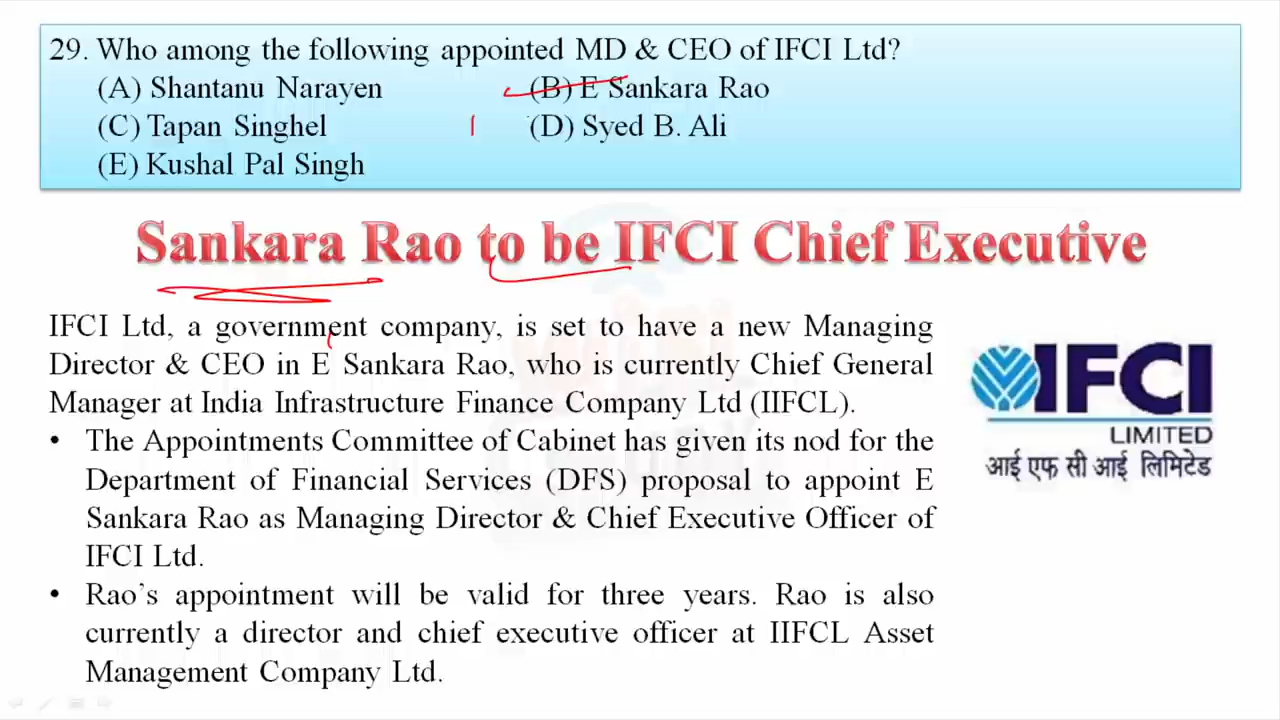 29. Who among the following appointed MD & CEO of IFCI Ltd?
(A) Shantanu Narayen (B) E Sankara Rao
(C) Tapan Singhel (D) Syed B. Ali
(E) Kushal Pal Singh
Sankara Rao to be IFCI Chief Executive
IFCI Ltd, a government company, is set to have a new Managing
Director & CEO in E Sankara Rao, who is currently Chief General
Manager at India Infrastructure Finance Company Ltd (IIFCL).
• The Appointments Committee of Cabinet has given its nod for the
Department of Financial Services (DFS) proposal to appoint E
Sankara Rao as Managing Director & Chief Executive Officer of
IFCI Ltd.
• Rao’s appointment will be valid for three years. Rao is also
currently a director and chief executive officer at IIFCL Asset
Management Company Ltd.
IFCI
LIMITED
आई एफ सी आई लिमिटेड